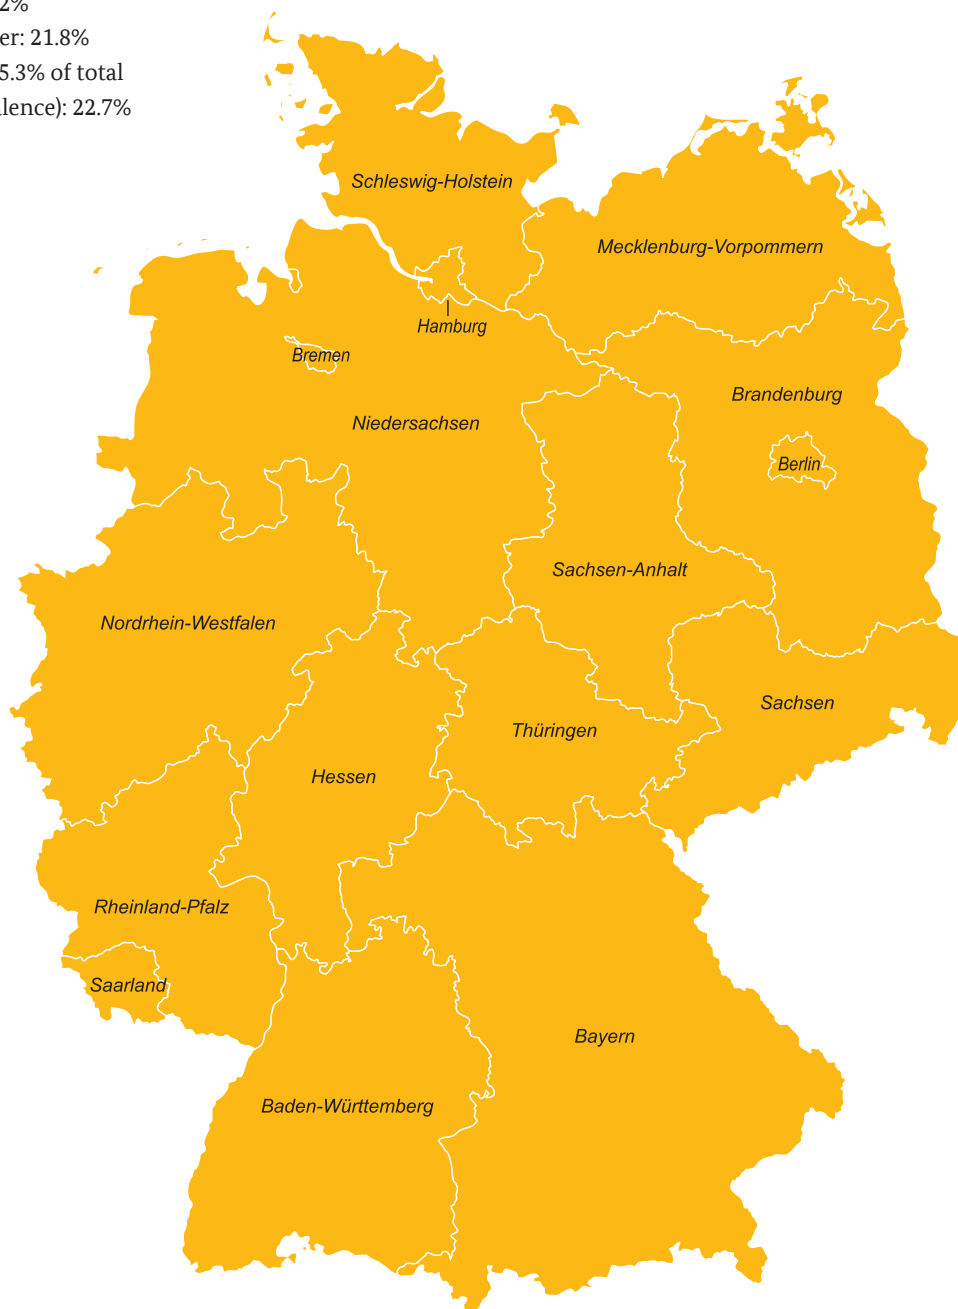 2%
er: 21.8%
5.3% of total
lence): 22.7%
Schleswig-Holstein
Mecklenburg-Vorpommern
Hamburg
Bremen
Brandenburg
Niedersachsen
Berlin
Sachsen-Anhalt
Nordrhein-Westfalen
Sachsen
Thüringen
Hessen
Rheinland-Pfalz
Saarland
Bayern
Baden-Württemberg